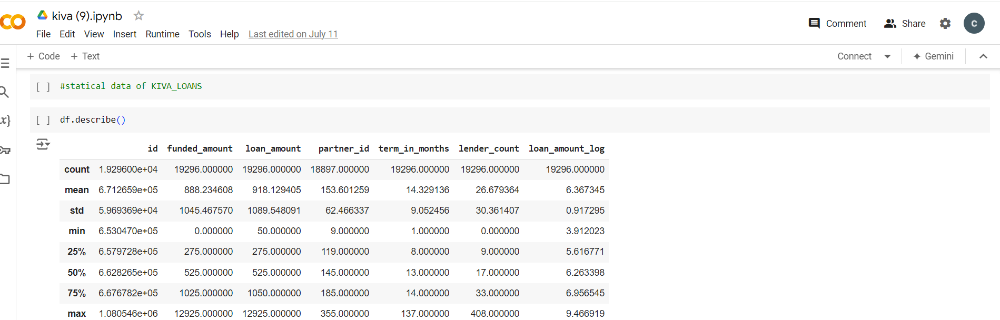 kiva (9).ipynb
File Edit View Insert Runtime Tools Help Last edited on July 11
Comment Share C
+ Code + Text Connect Gemini
[ ] #statical data of KIVA_LOANS
[ ] df.describe()
id funded_amount loan_amount partner_id term_in_months lender_count loan_amount_log
count 1.929600e+04 19296.000000 19296.000000 18897.000000 19296.000000 19296.000000 19296.000000
mean 6.712659e+05 888.234608 918.129405 153.601259 14.329136 26.679364 6.367345
std 5.969369e+04 1045.467570 1089.548091 62.466337 9.052456 30.361407 0.917295
min 6.530470e+05 0.000000 50.000000 9.000000 1.000000 0.000000 3.912023
25% 6.579728e+05 275.000000 275.000000 119.000000 8.000000 9.000000 5.616771
50% 6.628265e+05 525.000000 525.000000 145.000000 13.000000 17.000000 6.263398
75% 6.676782e+05 1025.000000 1050.000000 185.000000 14.000000 33.000000 6.956545
max 1.080546e+06 12925.000000 12925.000000 355.000000 137.000000 408.000000 9.466919